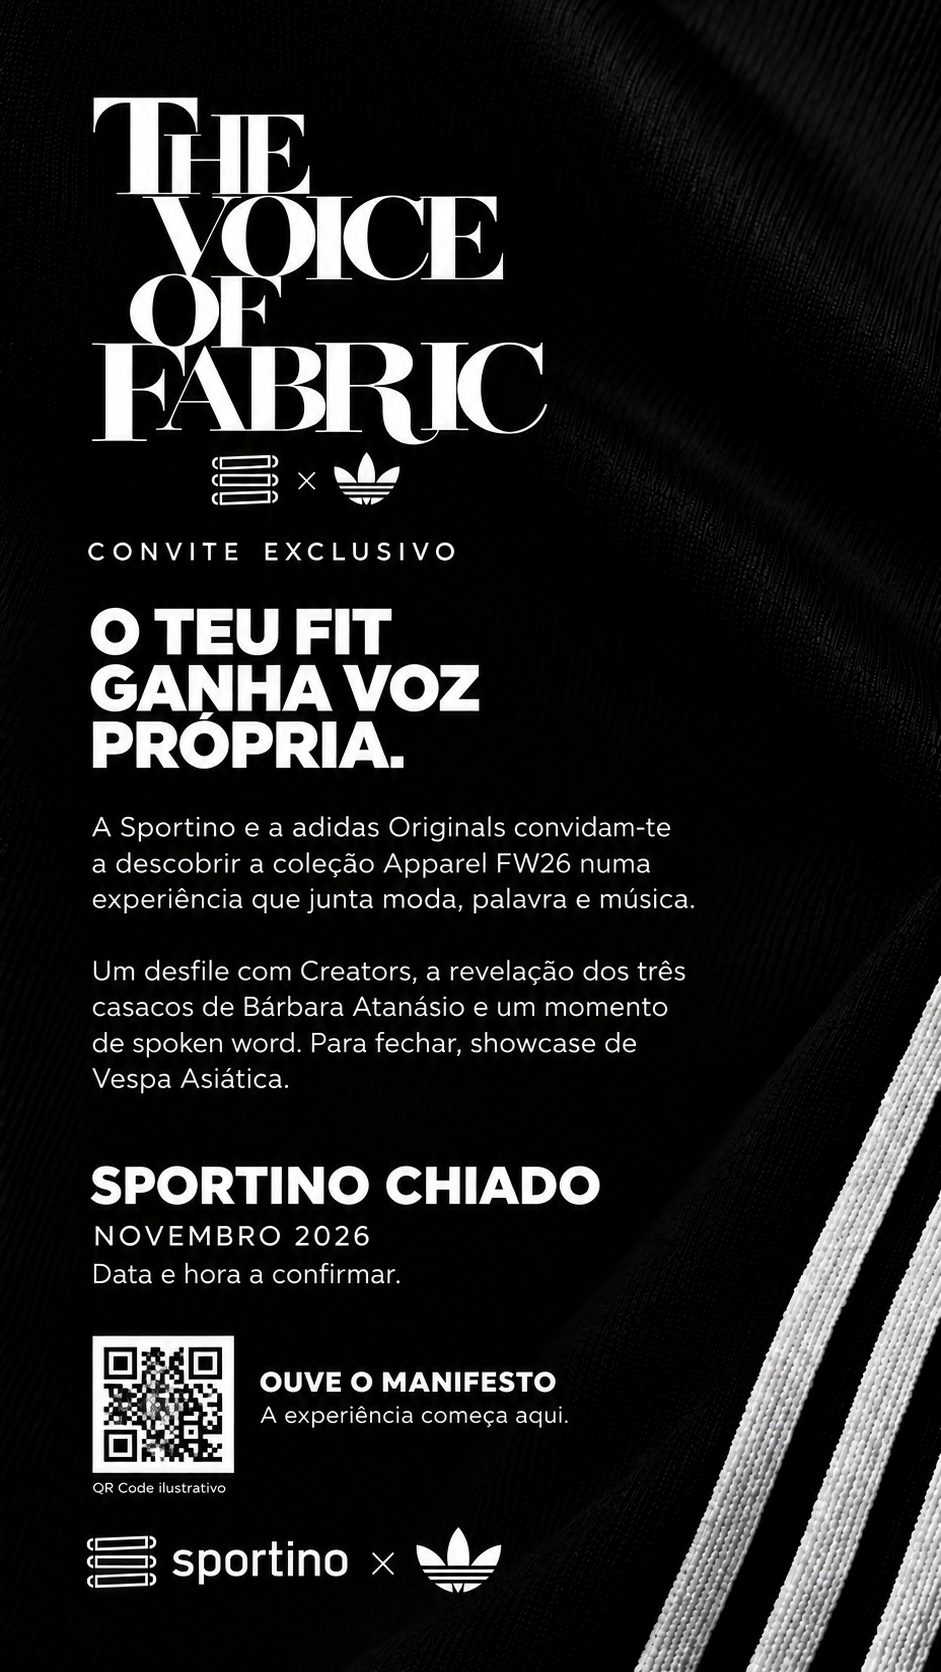 THE
VOICE
OF
FABRIC
×
CONVITE EXCLUSIVO
O TEU FIT
GANHA VOZ
PRÓPRIA.
A Sportino e a adidas Originals convidam-te
a descobrir a coleção Apparel FW26 numa
experiência que junta moda, palavra e música.
Um desfile com Creators, a revelação dos três
casacos de Bárbara Atanásio e um momento
de spoken word. Para fechar, showcase de
Vespa Asiática.
SPORTINO CHIADO
NOVEMBRO 2026
Data e hora a confirmar.
OUVE O MANIFESTO
A experiência começa aqui.
QR Code ilustrativo
sportino ×